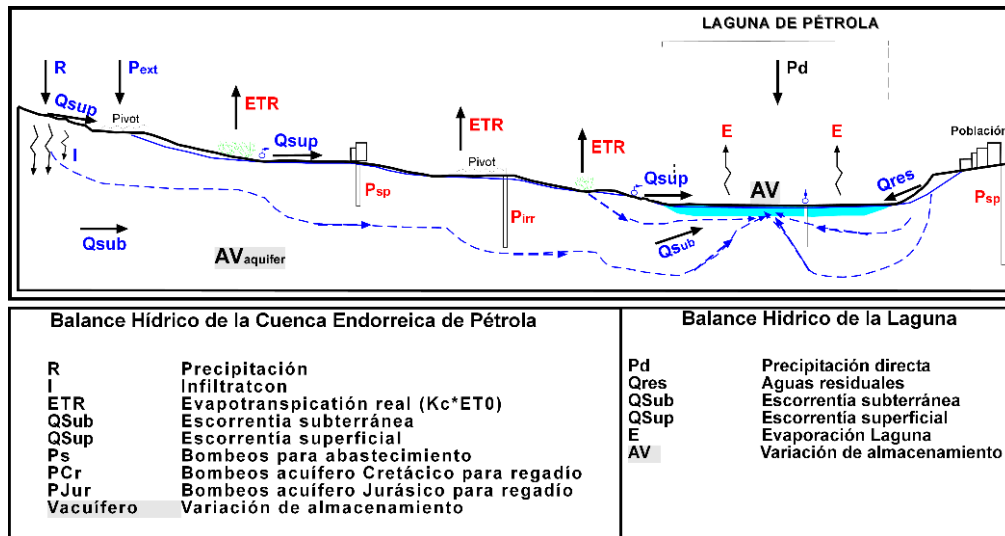 LAGUNA DE PÉTROLA
R
Pext
Pd
Qsup
Pivot
ETR
ETR
E
E
Población
I
Qsup
Pivot
ETR
Qsup
AV
Qres
Psp
Pirr
Psp
Qsub
AVaquifer
Qsub
Balance Hídrico de la Cuenca Endorreica de Pétrola
R Precipitación
I Infiltratcon
ETR Evapotranspicatión real (Kc*ET0)
QSub Escorrentia subterránea
QSup Escorrentía superficial
Ps Bombeos para abastecimiento
PCr Bombeos acuífero Cretácico para regadío
PJur Bombeos acuífero Jurásico para regadío
Vacuífero Variación de almacenamiento
Balance Hidrico de la Laguna
Pd Precipitación directa
Qres Aguas residuales
QSub Escorrentía subterránea
QSup Escorrentía superficial
E Evaporación Laguna
AV Variación de almacenamiento